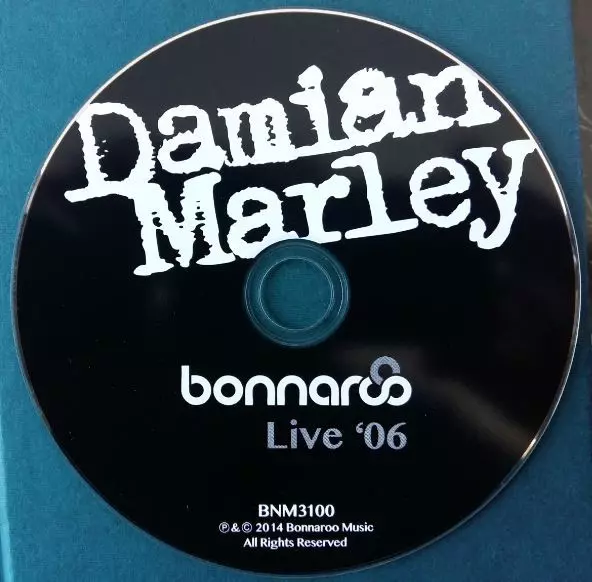 Damian
Marley
bonnaroo
Live ‘06
BNM3100
℗ & © 2014 Bonnaroo Music
All Rights Reserved